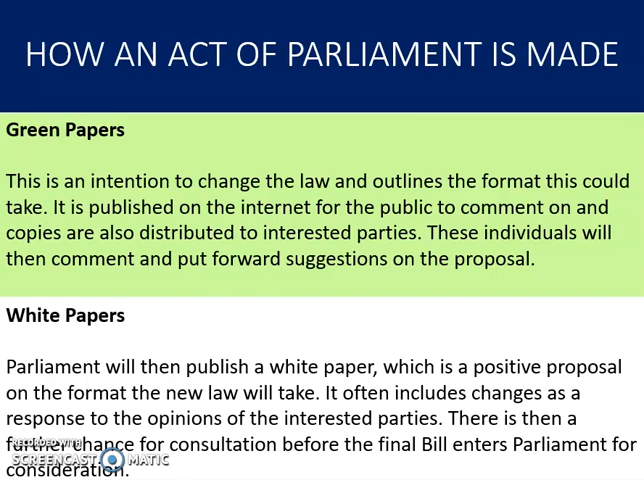 HOW AN ACT OF PARLIAMENT IS MADE
Green Papers
This is an intention to change the law and outlines the format this could
take. It is published on the internet for the public to comment on and
copies are also distributed to interested parties. These individuals will
then comment and put forward suggestions on the proposal.
White Papers
Parliament will then publish a white paper, which is a positive proposal
on the format the new law will take. It often includes changes as a
response to the opinions of the interested parties. There is then a
further chance for consultation before the final Bill enters Parliament for
RECORDED WITH
SCREENCAST MATIC
consideration.